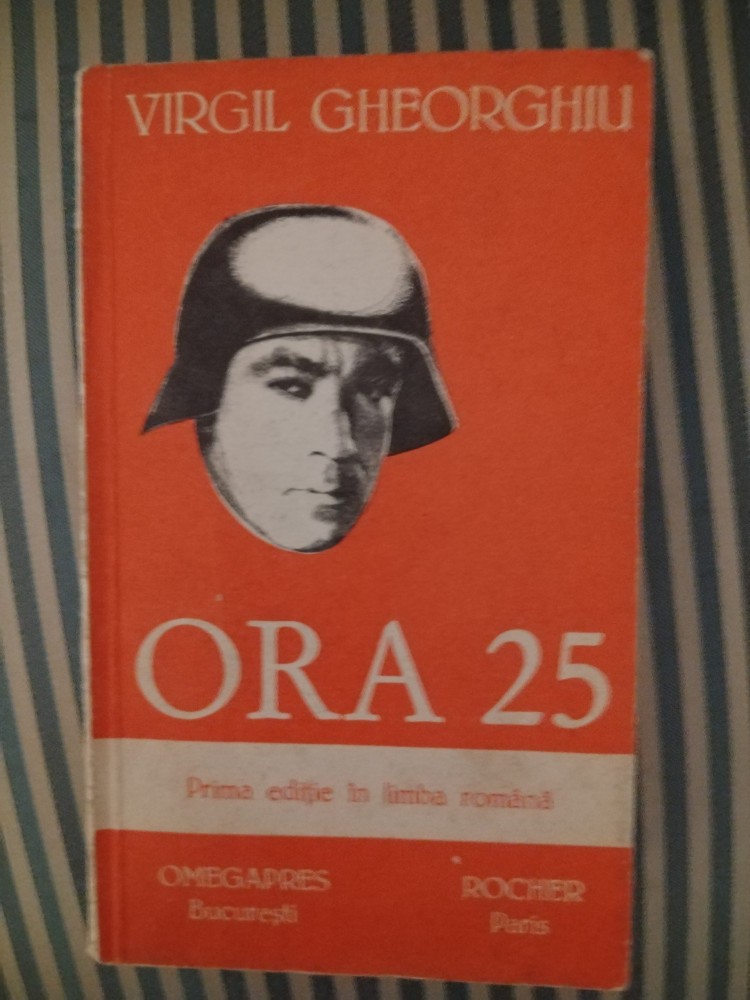 VIRGIL GHEORGHIU
ORA 25
Prima ediție în limba română
OMEGAPRES
București
ROCHER
Paris